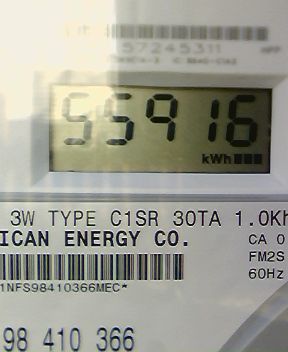 57245311
55916
kWh
3W TYPE C1SR 30TA 1.0Kh
ICAN ENERGY CO.
CA 0
FM2S
60Hz
1NFS98410366MEC*
98 410 366